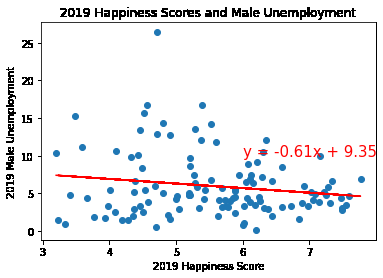 2019 Happiness Scores and Male Unemployment
2019 Male Unemployment
25
20
15
10
5
0
y = -0.61x + 9.35
3
4
5
6
7
2019 Happiness Score